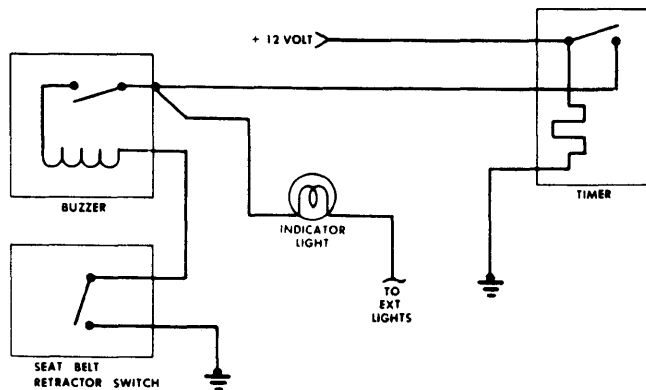 + 12 VOLT
TIMER
BUZZER
INDICATOR
LIGHT
TO
EXT
LIGHTS
SEAT BELT
RETRACTOR SWITCH